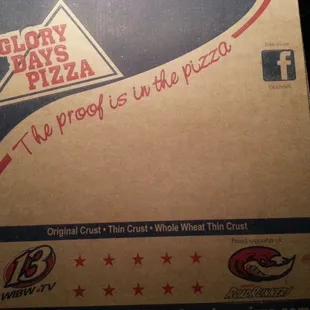 GLORY
DAYS
PIZZA
The proof is in the pizza
Original Crust • Thin Crust • Whole Wheat Thin Crust
13
WIBW-TV
ROADRUNNERS